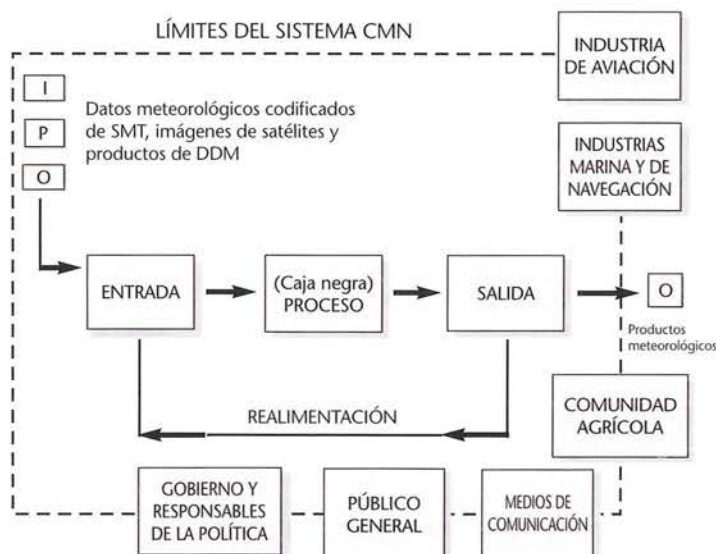 LÍMITES DEL SISTEMA CMN
INDUSTRIA
DE AVIACIÓN
I
P
O
Datos meteorológicos codificados
de SMT, imágenes de satélites y
productos de DDM
INDUSTRIAS
MARINA Y DE
NAVEGACIÓN
ENTRADA
(Caja negra)
PROCESO
SALIDA
O
Productos
meteorológicos
REALIMENTACIÓN
COMUNIDAD
AGRÍCOLA
GOBIERNO Y
RESPONSABLES
DE LA POLÍTICA
PÚBLICO
GENERAL
MEDIOS DE
COMUNICACIÓN